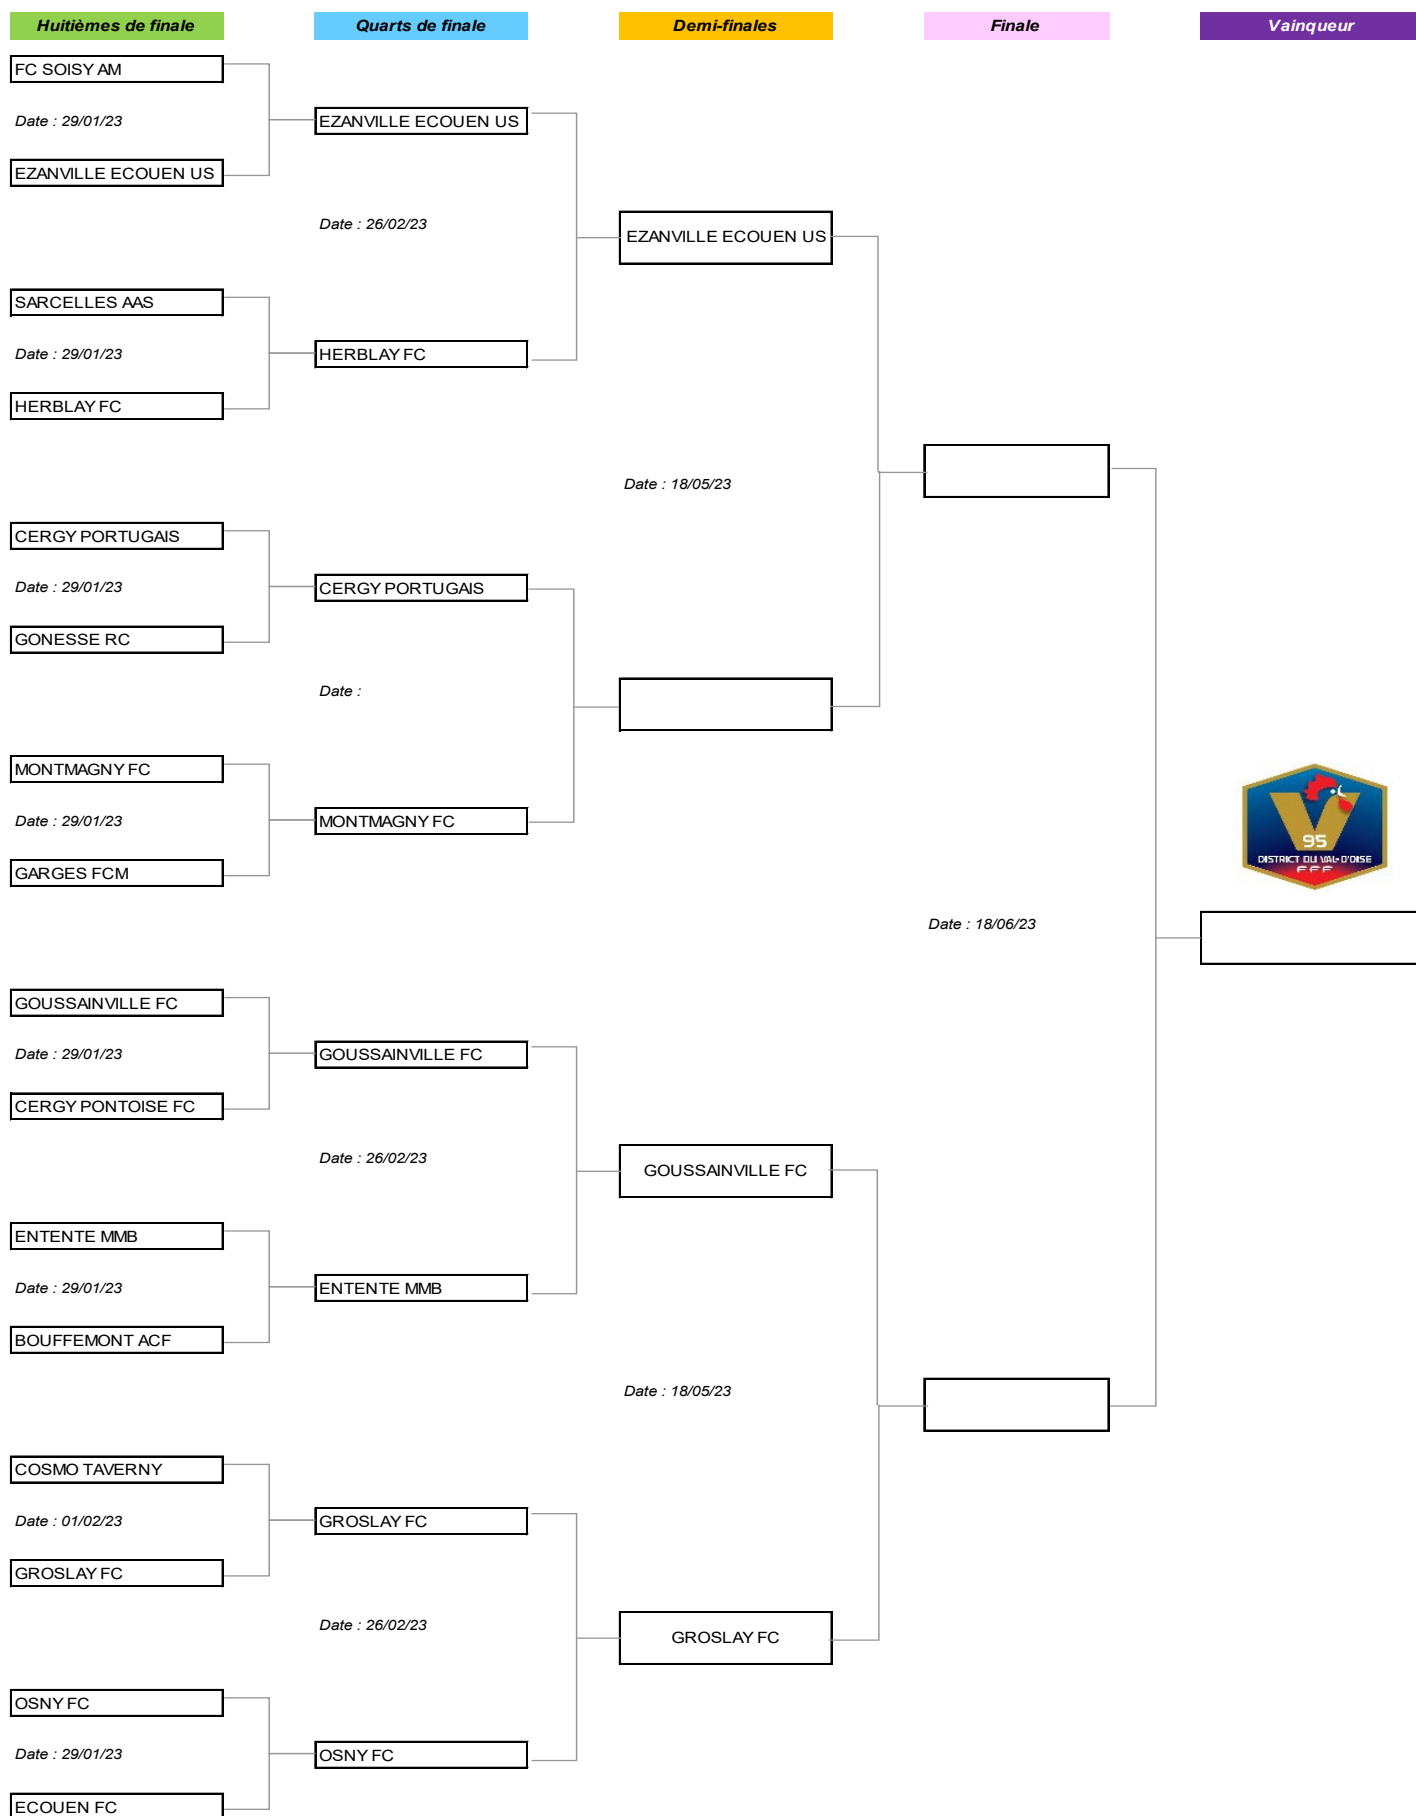 Huitièmes de finale
Quarts de finale
Demi-finales
Finale
Vainqueur
FC SOISY AM
Date : 29/01/23
EZANVILLE ECOUEN US
EZANVILLE ECOUEN US
Date : 26/02/23
EZANVILLE ECOUEN US
SARCELLES AAS
Date : 29/01/23
HERBLAY FC
HERBLAY FC
Date : 18/05/23
CERGY PORTUGAIS
Date : 29/01/23
CERGY PORTUGAIS
GONESSE RC
Date :
MONTMAGNY FC
Date : 29/01/23
MONTMAGNY FC
GARGES FCM
95
DISTRICT DU VAL-D'OISE
FFF
Date : 18/06/23
GOUSSAINVILLE FC
Date : 29/01/23
GOUSSAINVILLE FC
CERGY PONTOISE FC
Date : 26/02/23
GOUSSAINVILLE FC
ENTENTE MMB
Date : 29/01/23
ENTENTE MMB
BOUFFEMONT ACF
Date : 18/05/23
COSMO TAVERNY
Date : 01/02/23
GROSLAY FC
GROSLAY FC
Date : 26/02/23
GROSLAY FC
OSNY FC
Date : 29/01/23
OSNY FC
ECOUEN FC